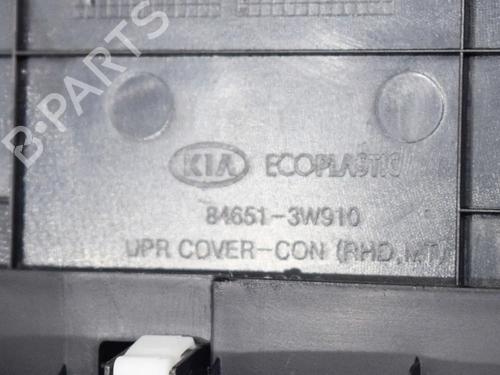 B-PARTS
KIA ECOPLASTIC
84651-3W910
UPR COVER-CON (RHD,MT)